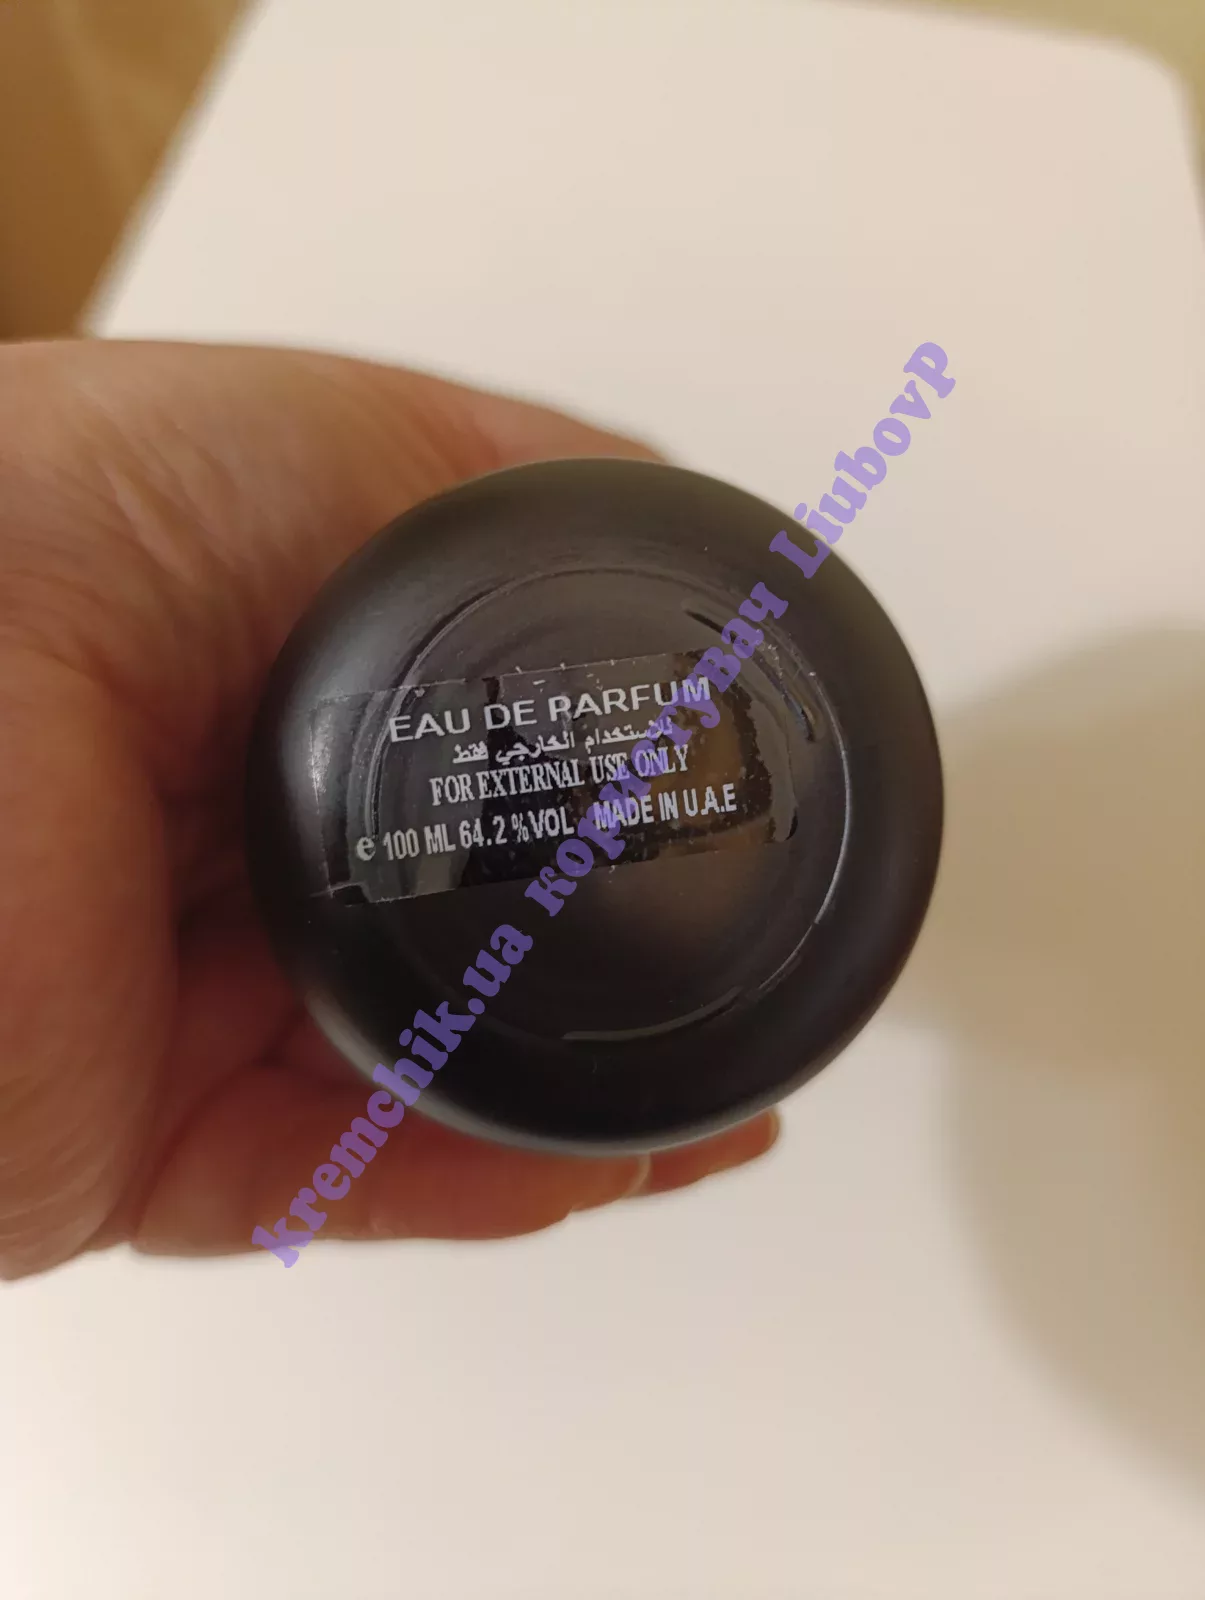 EAU DE PARFUM
للاستخدام الخارجي فقط
FOR EXTERNAL USE ONLY
e 100 ML 64.2 % VOL MADE IN U.A.E
kremchik.ua користувач LiubovP